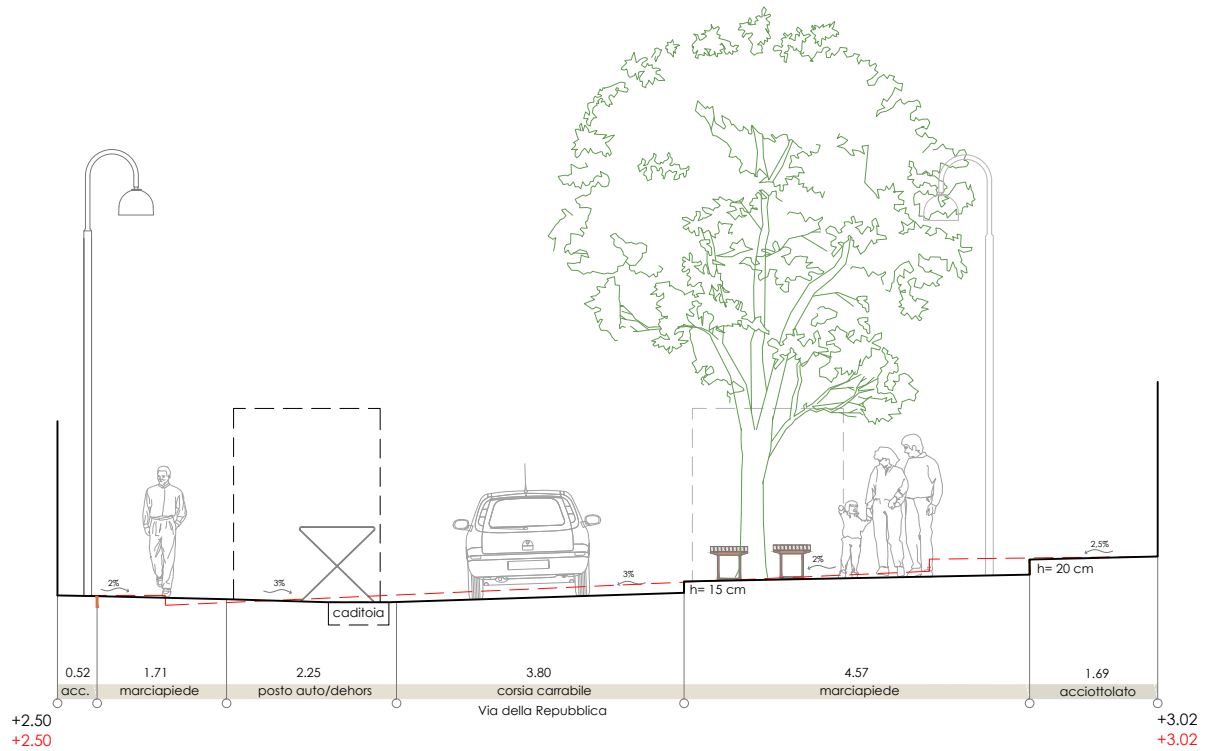 2%
3%
3%
2%
2,5%
caditoia
h= 15 cm
h= 20 cm
0.52 1.71 2.25 3.80 4.57 1.69
acc. marciapiede posto auto/dehors corsia carrabile marciapiede acciottolato
Via della Repubblica
+2.50 +3.02
+2.50 +3.02